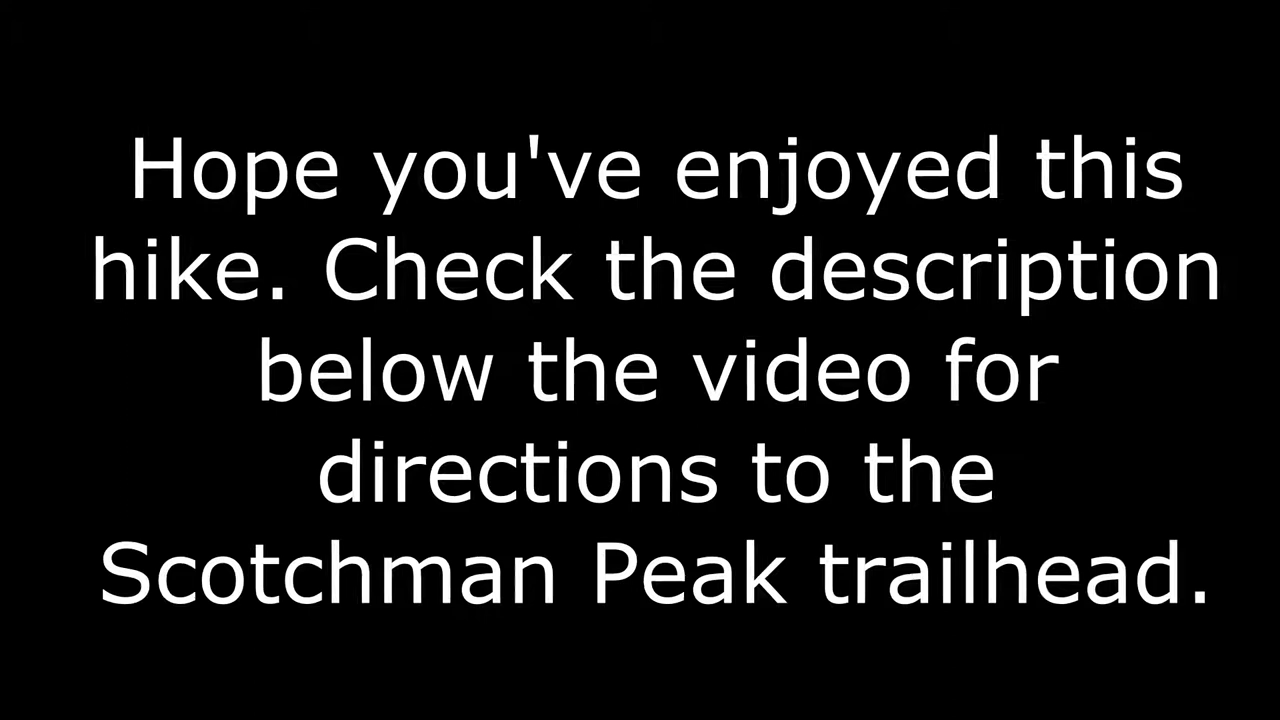 Hope you've enjoyed this
hike. Check the description
below the video for
directions to the
Scotchman Peak trailhead.